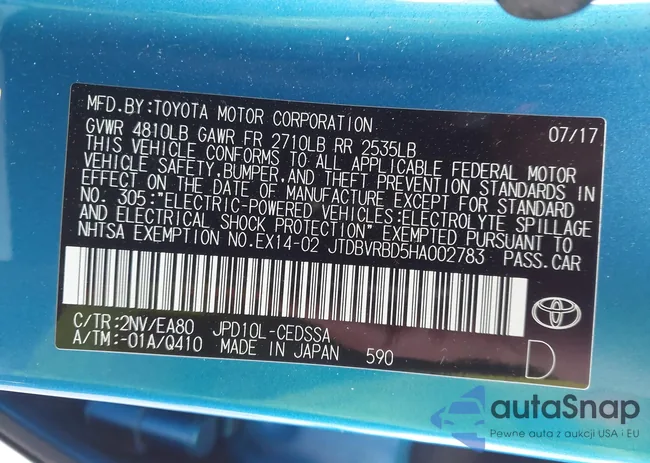 MFD.BY:TOYOTA MOTOR CORPORATION 07/17
GVWR 4810LB GAWR FR 2710LB RR 2535LB
THIS VEHICLE CONFORMS TO ALL APPLICABLE FEDERAL MOTOR
VEHICLE SAFETY,BUMPER,AND THEFT PREVENTION STANDARDS IN
EFFECT ON THE DATE OF MANUFACTURE EXCEPT FOR STANDARD
NO. 305:"ELECTRIC-POWERED VEHICLES:ELECTROLYTE SPILLAGE
AND ELECTRICAL SHOCK PROTECTION" EXEMPTED PURSUANT TO
NHTSA EXEMPTION NO.EX14-02 JTDBVRBD5HA002783 PASS.CAR
C/TR:2NV/EA80 JPD10L-CEDSSA
A/TM:-01A/Q410 MADE IN JAPAN 590
D
autaSnap
Pewne auta z aukcji USA i EU